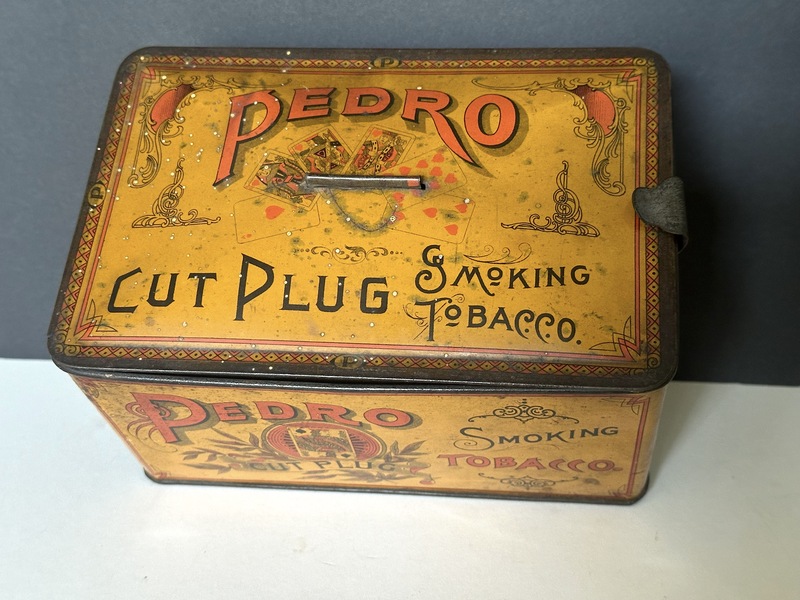 PEDRO
CUT PLUG
SMOKING
TOBACCO.
PEDRO
CUT PLUG
SMOKING
TOBACCO.
P
P
P